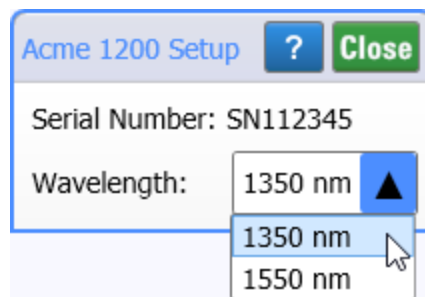 Acme 1200 Setup ? Close
Serial Number: SN112345
Wavelength: 1350 nm
1350 nm
1550 nm